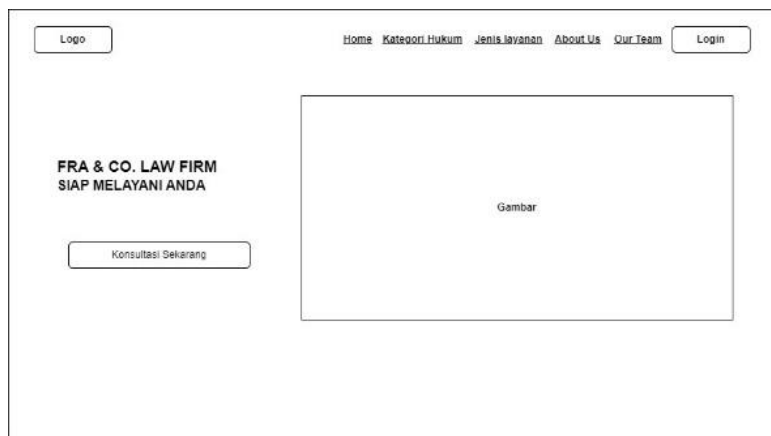 Logo
Home Kategori Hukum Jenis layanan About Us Our Team Login
FRA & CO. LAW FIRM
SIAP MELAYANI ANDA
Gambar
Konsultasi Sekarang